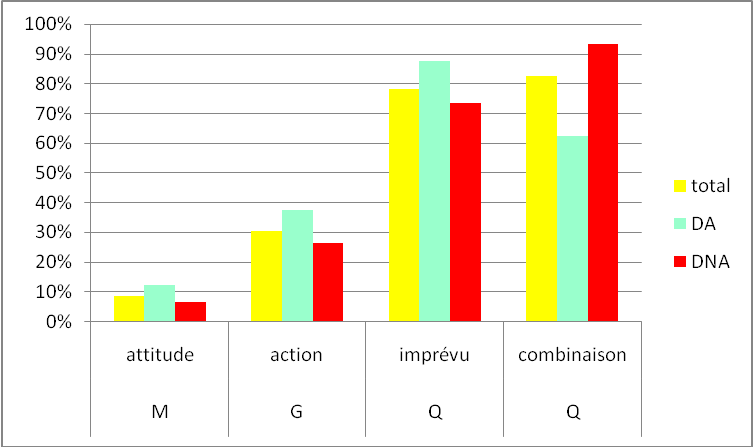 100%
90%
80%
70%
60%
50%
40%
30%
20%
10%
0%
attitude action imprévu combinaison
M G Q Q
total
DA
DNA